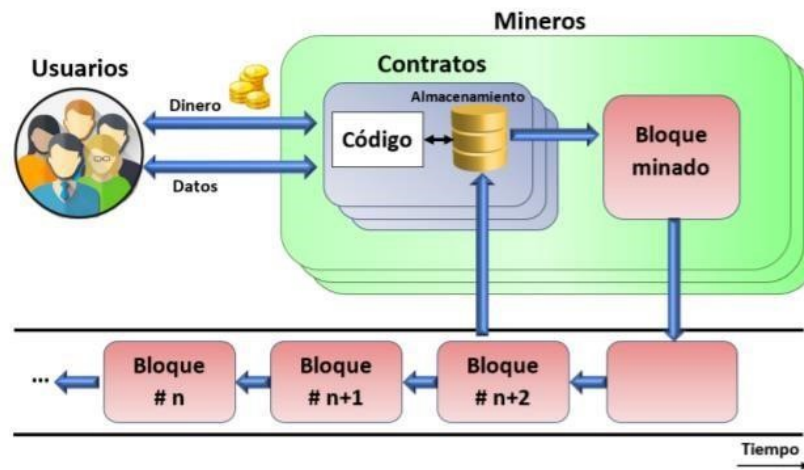 Mineros
Usuarios
Contratos
Dinero
Almacenamiento
Código
Bloque
minado
Datos
...
Bloque
# n
Bloque
# n+1
Bloque
# n+2
Tiempo